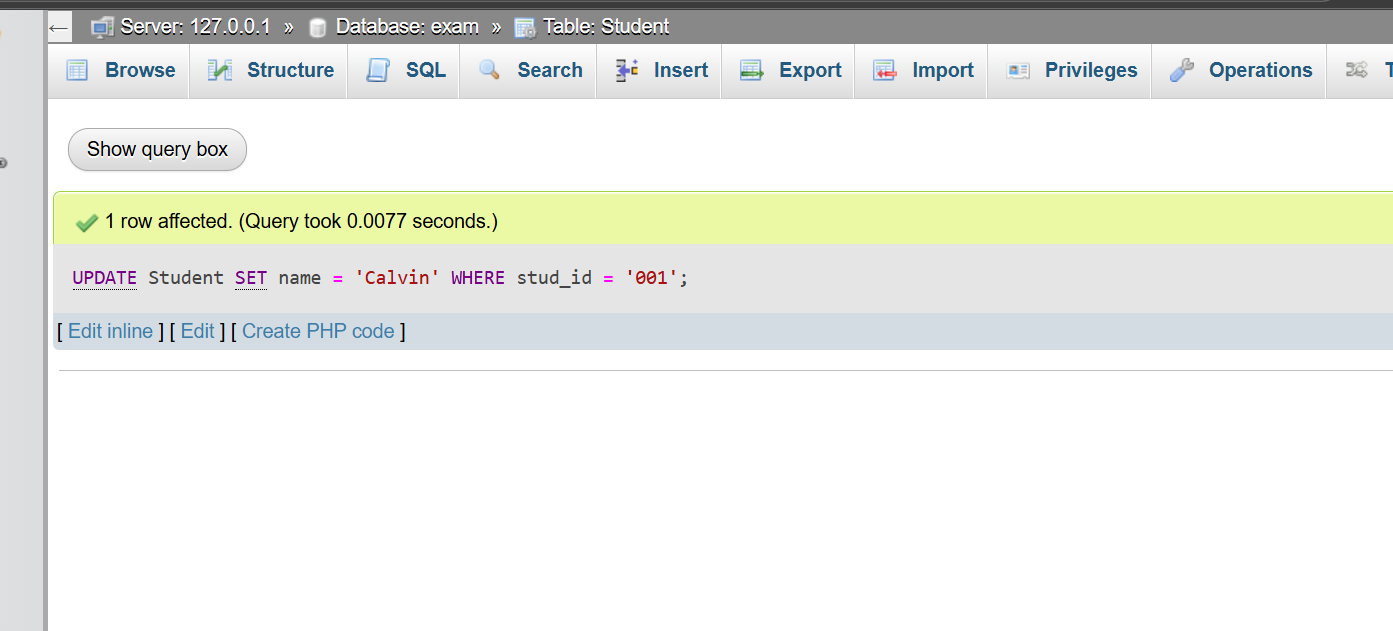 ← Server: 127.0.0.1 » Database: exam » Table: Student
Browse Structure SQL Search Insert Export Import Privileges Operations
Show query box
1 row affected. (Query took 0.0077 seconds.)
UPDATE Student SET name = 'Calvin' WHERE stud_id = '001';
[ Edit inline ] [ Edit ] [ Create PHP code ]